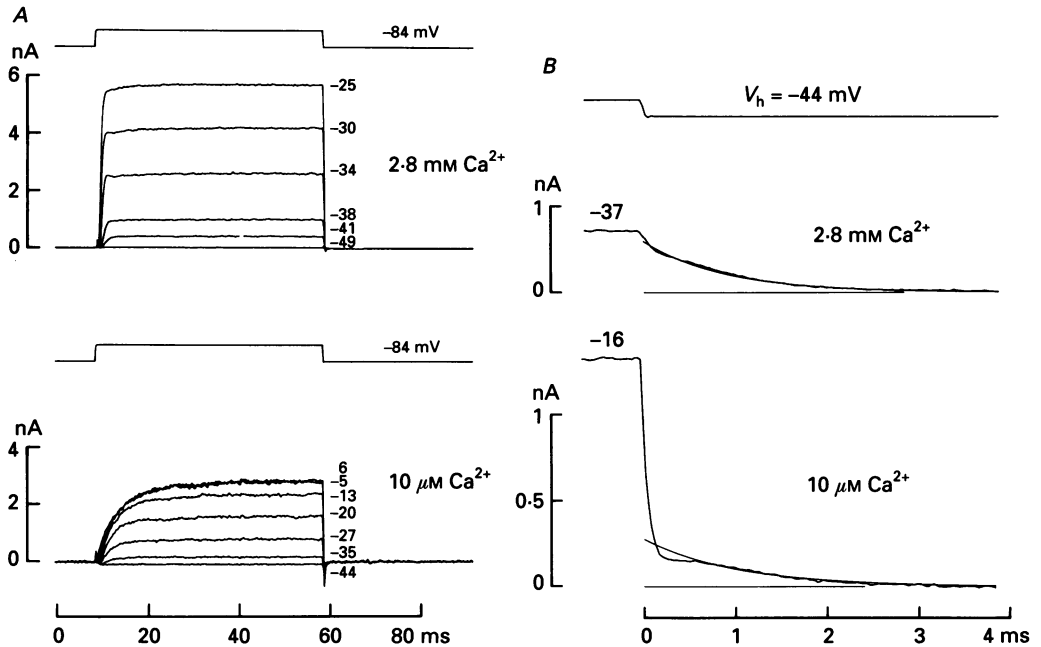 A
-84 mV
nA
6
4
2
0
-25
-30
-34
-38
-41
-49
2·8 mM Ca²⁺
-84 mV
nA
4
2
0
6
-5
-13
-20
-27
-35
-44
10 μM Ca²⁺
0 20 40 60 80 ms
B
Vh = -44 mV
nA
1
0
-37
2·8 mM Ca²⁺
-16
nA
1
0·5
0
10 μM Ca²⁺
0 1 2 3 4 ms